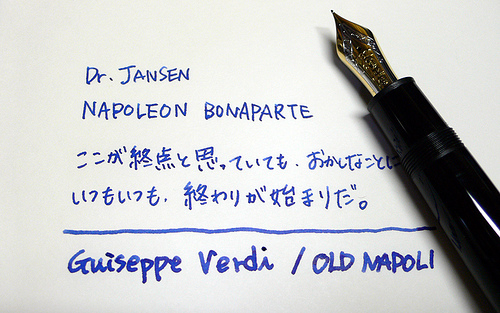 Dr. JANSEN
NAPOLEON BONAPARTE
ここが終点と思っていても、おかしなことに
いつもいつも、終わりが始まりだ。
Guiseppe Verdi / OLD NAPOLI